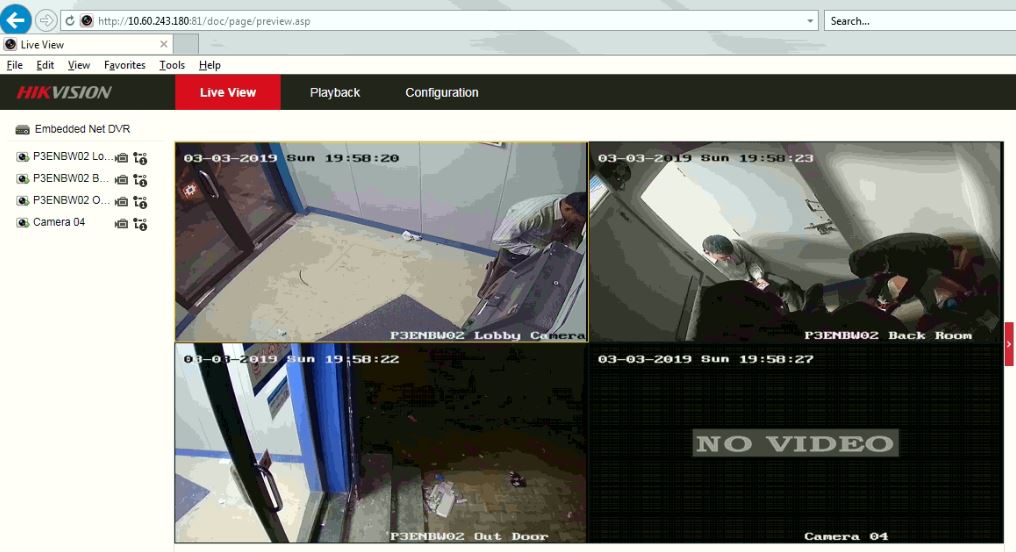 http://10.60.243.180:81/doc/page/preview.asp
Search...
Live View
File Edit View Favorites Tools Help
HIKVISION
Live View Playback Configuration
Embedded Net DVR
P3ENBW02 Lo...
P3ENBW02 B...
P3ENBW02 O...
Camera 04
03-03-2019 Sun 19:58:20
P3ENBW02 Lobby Camera
03-03-2019 Sun 19:58:23
P3ENBW02 Back Room
03-03-2019 Sun 19:58:22
P3ENBW02 Out Door
03-03-2019 Sun 19:58:27
NO VIDEO
Camera 04